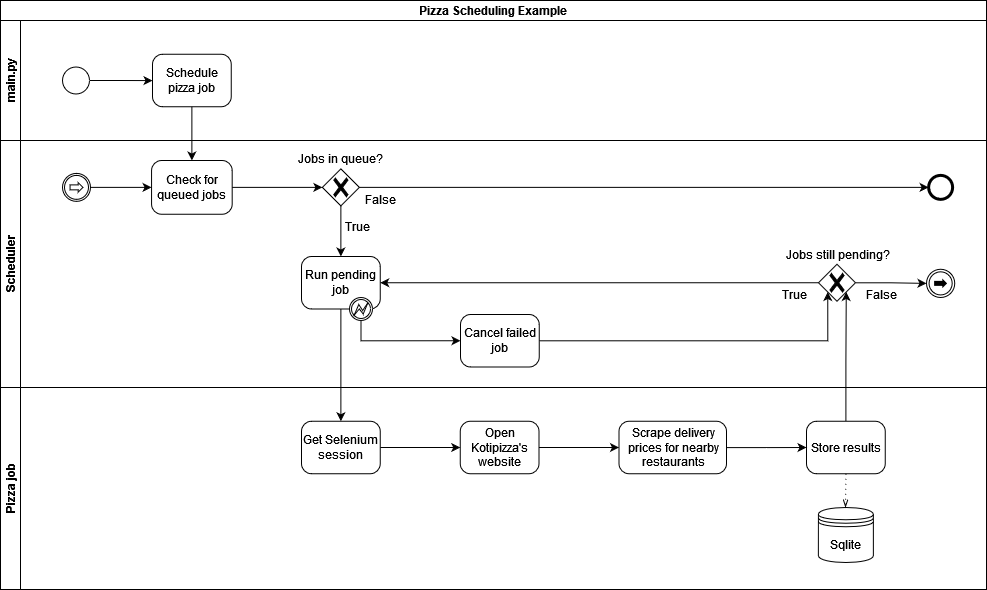 Pizza Scheduling Example
main.py
Schedule
pizza job
Scheduler
Check for
queued jobs
Jobs in queue?
False
True
Run pending
job
Jobs still pending?
True
False
Cancel failed
job
Pizza job
Get Selenium
session
Open
Kotipizza's
website
Scrape delivery
prices for nearby
restaurants
Store results
Sqlite